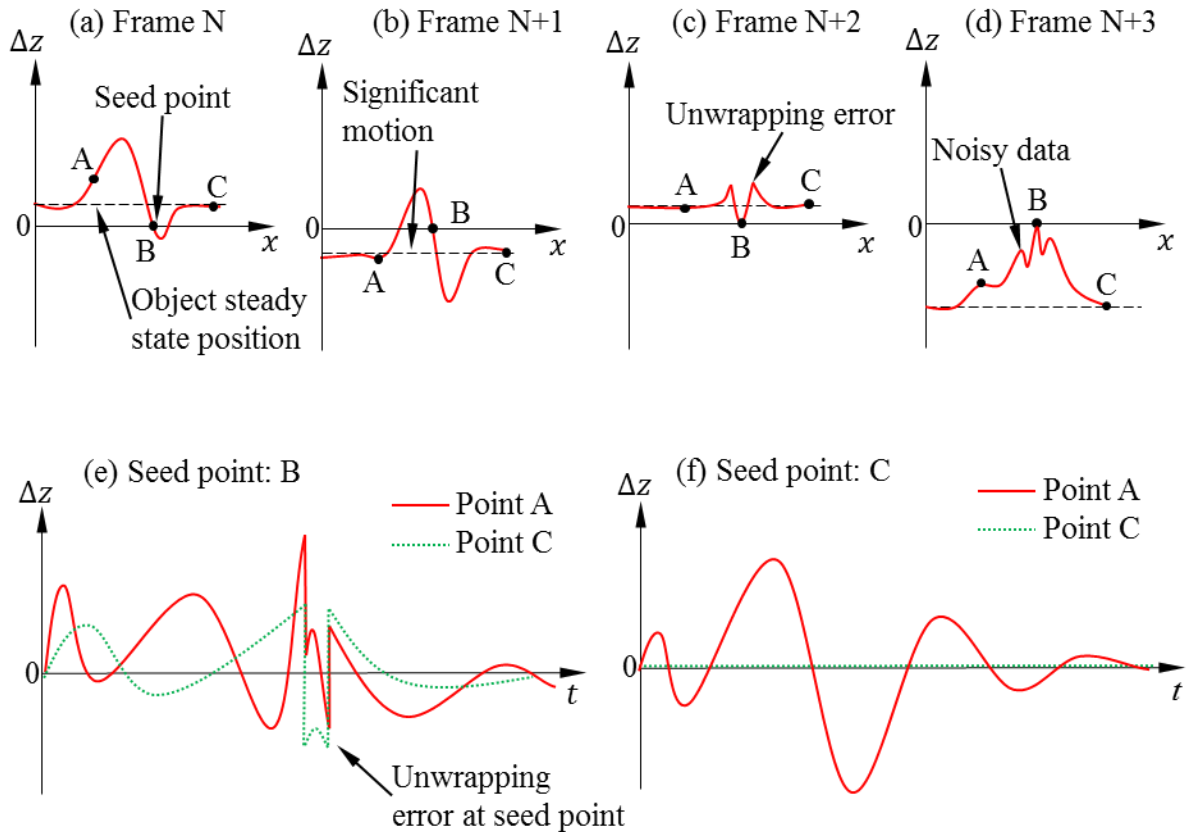 (a) Frame N
Δz
Seed point
A
C
0
B
x
Object steady
state position
(b) Frame N+1
Δz
Significant
motion
0
B
x
A
C
(c) Frame N+2
Δz
Unwrapping error
A
C
0
B
x
(d) Frame N+3
Δz
Noisy data
B
0
x
A
C
(e) Seed point: B
Δz
Point A
Point C
0
t
Unwrapping
error at seed point
(f) Seed point: C
Δz
Point A
Point C
0
t